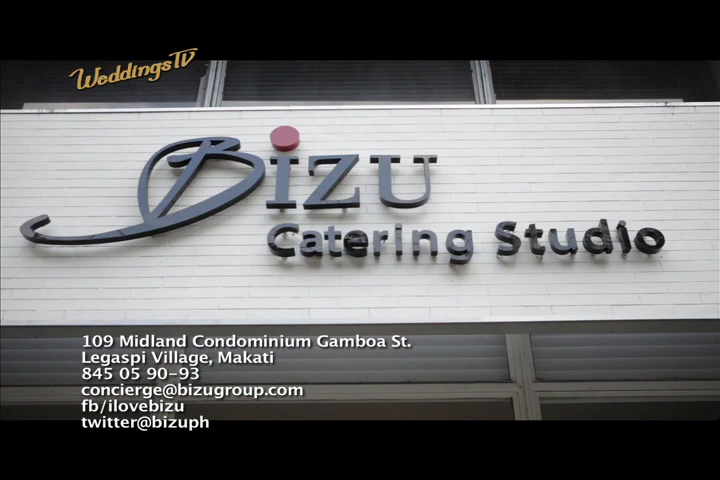 WeddingsTV
BIZU
Catering Studio
109 Midland Condominium Gamboa St.
Legaspi Village, Makati
845 05 90-93
concierge@bizugroup.com
fb/ilovebizu
twitter@bizuph